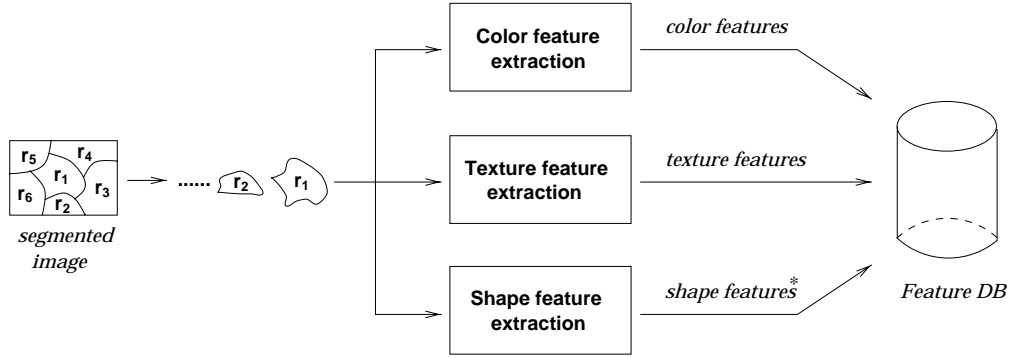 Color feature
extraction
color features
r5
r4
r1
r6
r3
r2
segmented
image
......
r2
r1
Texture feature
extraction
texture features
Shape feature
extraction
shape features*
Feature DB